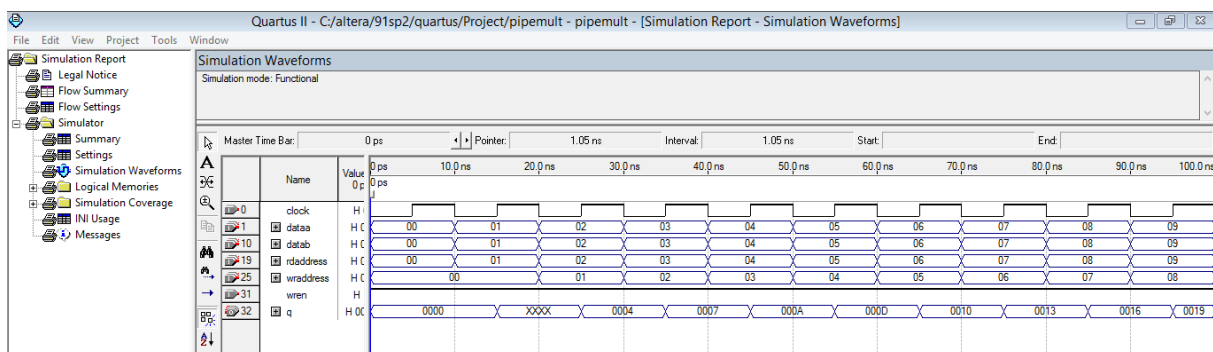 Quartus II - C:/altera/91sp2/quartus/Project/pipemult - pipemult - [Simulation Report - Simulation Waveforms]
File Edit View Project Tools Window
Simulation Report
Legal Notice
Flow Summary
Flow Settings
Simulator
Summary
Settings
Simulation Waveforms
Logical Memories
Simulation Coverage
INI Usage
Messages
Simulation Waveforms
Simulation mode: Functional
Master Time Bar: 0 ps Pointer: 1.05 ns Interval: 1.05 ns Start: End:
Name Value 0 ps 10.0 ns 20.0 ns 30.0 ns 40.0 ns 50.0 ns 60.0 ns 70.0 ns 80.0 ns 90.0 ns 100.0 ns
0 p 0 ps
0 clock H
1 dataa H 00 01 02 03 04 05 06 07 08 09
10 datab H 00 01 02 03 04 05 06 07 08 09
19 rdaddress H 00 01 02 03 04 05 06 07 08 09
25 wraddress H 00 01 02 03 04 05 06 07 08
31 wren H
32 q H 0000 XXXX 0004 0007 000A 000D 0010 0013 0016 0019